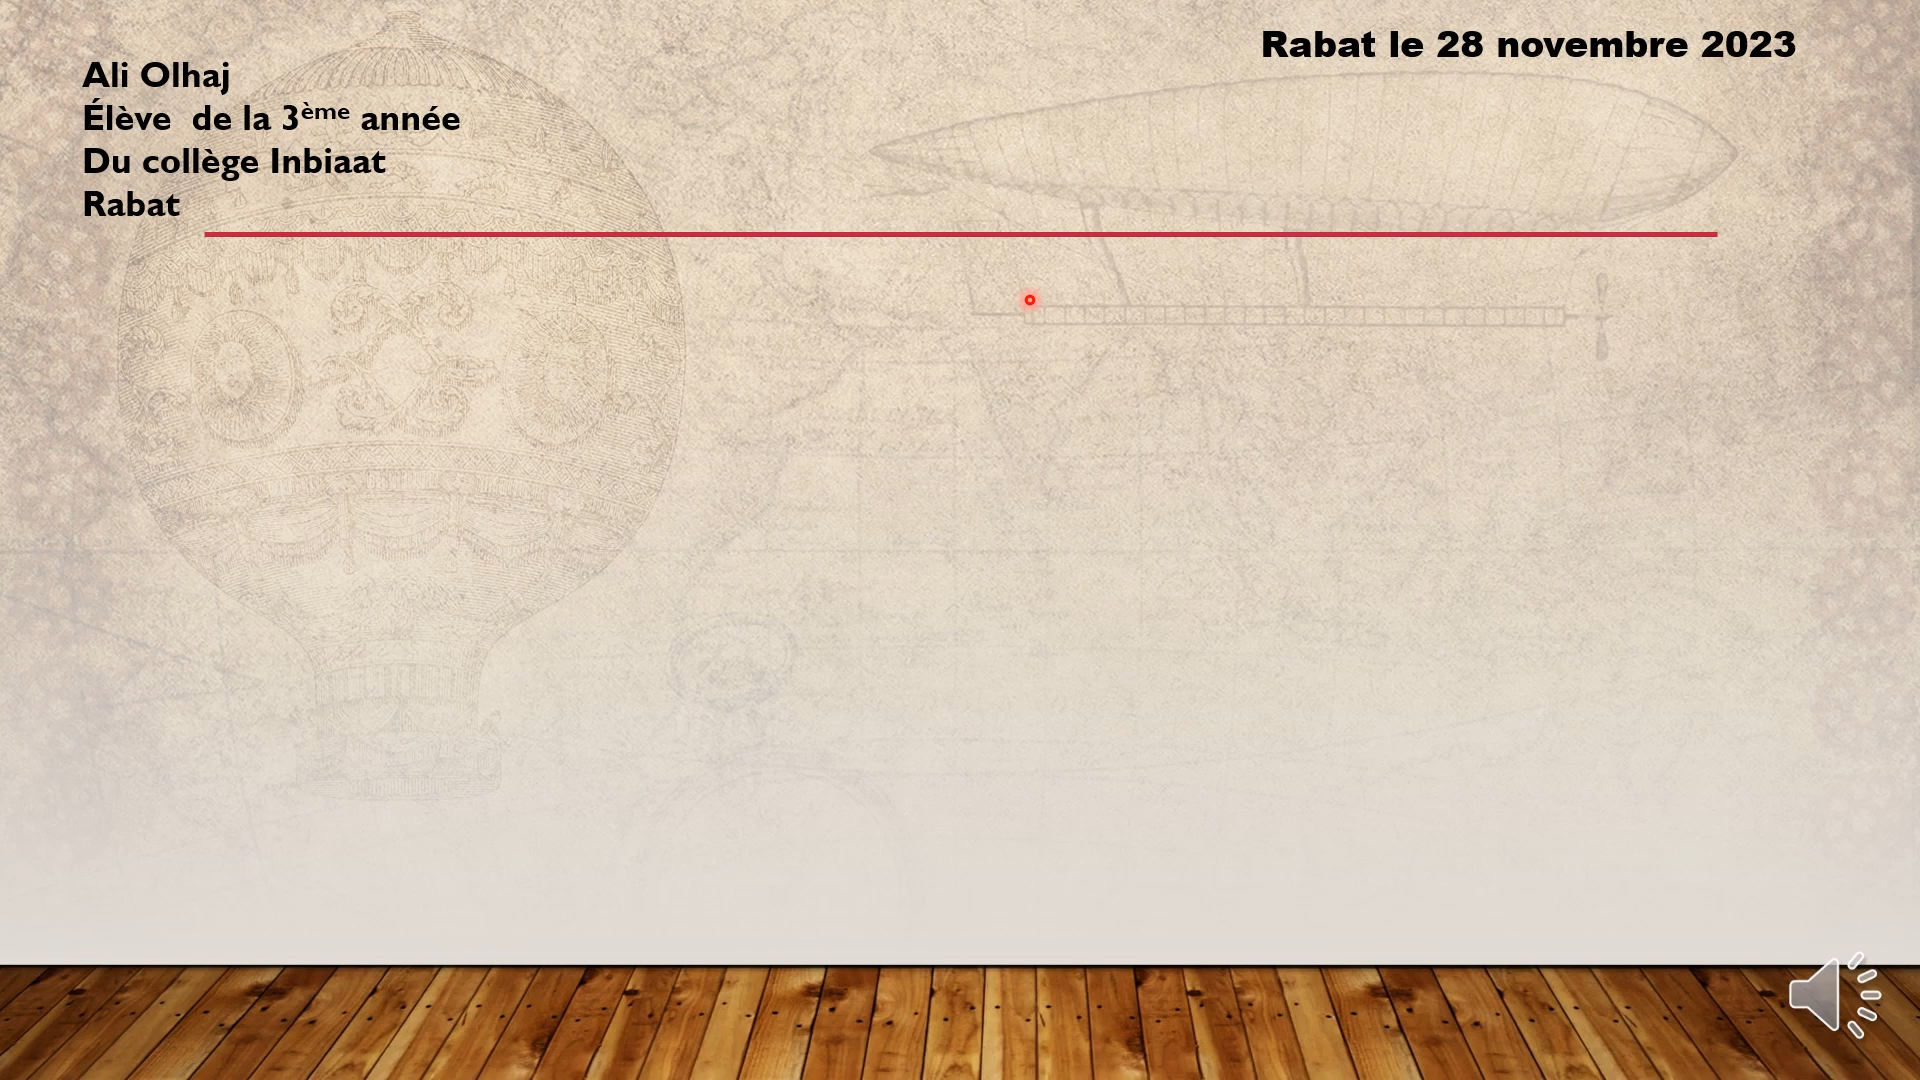 Rabat le 28 novembre 2023
Ali Olhaj
Élève  de la 3ème année
Du collège Inbiaat
Rabat